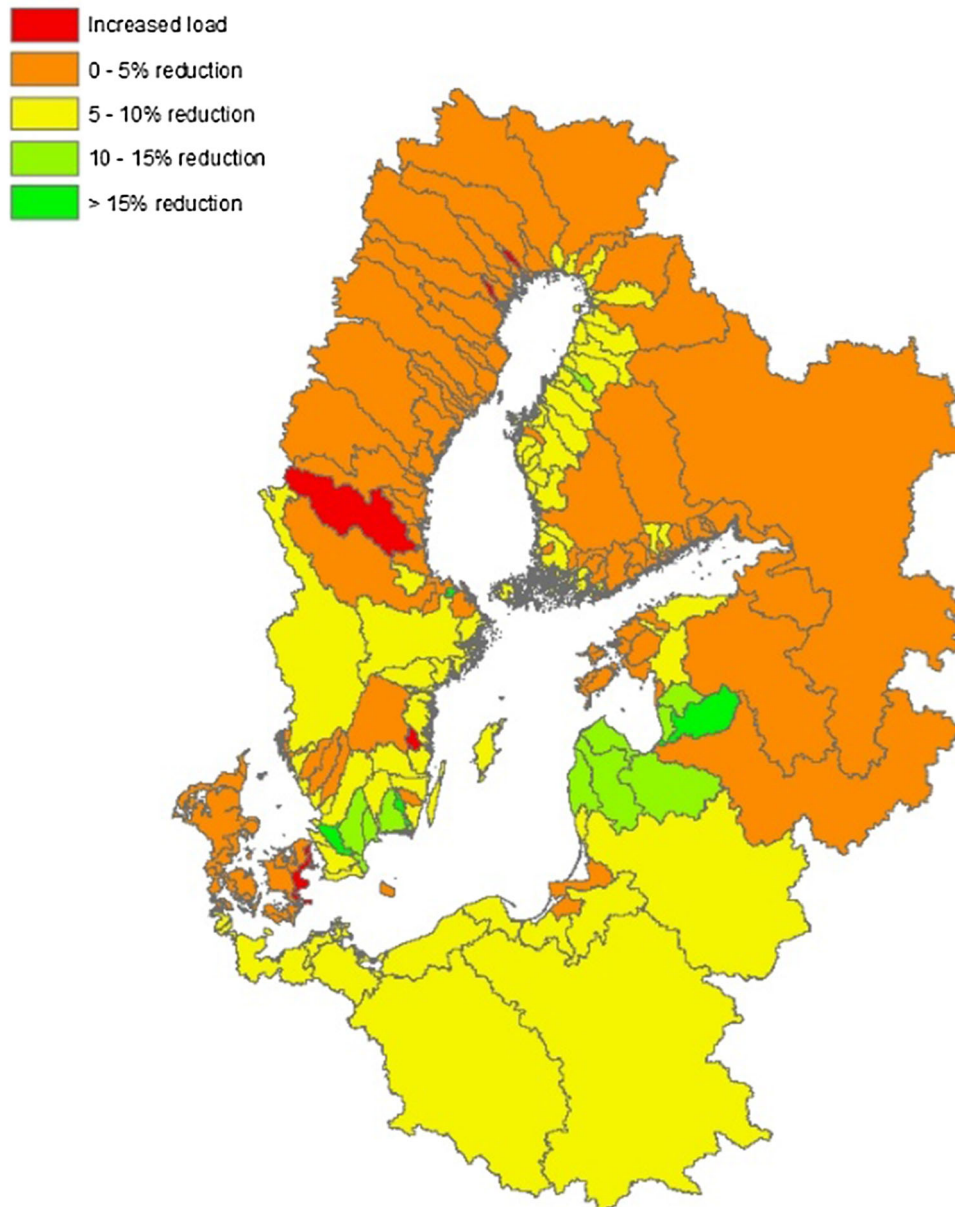 Increased load
0 - 5% reduction
5 - 10% reduction
10 - 15% reduction
> 15% reduction